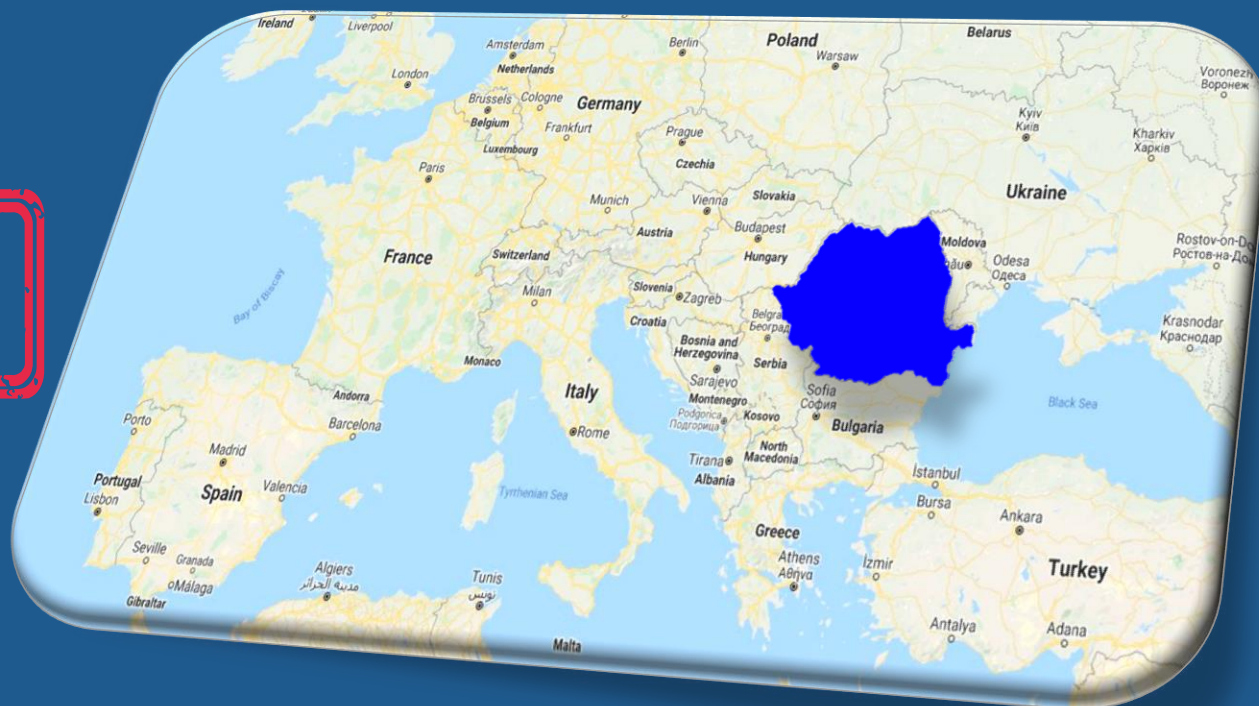 Ireland
Liverpool
Amsterdam
Berlin
Poland
Belarus
Warsaw
London
Netherlands
Voronezh
Воронеж
Brussels
Cologne
Germany
Belgium
Frankfurt
Kyiv
Київ
Kharkiv
Харків
Luxembourg
Prague
Czechia
Paris
Ukraine
Munich
Vienna
Slovakia
Austria
Budapest
Hungary
Moldova
France
Switzerland
Odesa
Одеса
Rostov-on-D
Ростов-на-До
Bay of Biscay
Milan
Slovenia
Zagreb
Croatia
Belgra
Београд
Krasnodar
Краснодар
Bosnia and
Herzegovina
Monaco
Serbia
Sarajevo
Andorra
Italy
Montenegro
Sofia
София
Black Sea
Podgorica
Подгорица
Kosovo
Porto
Barcelona
Rome
Bulgaria
Madrid
North
Macedonia
Tirana
Albania
İstanbul
Portugal
Lisbon
Spain
Valencia
Tyrrhenian Sea
Bursa
Ankara
Greece
Seville
Granada
Athens
Αθήνα
İzmir
Turkey
Málaga
Algiers
مدينة الجزائر
Tunis
تونس
Gibraltar
Antalya
Adana
Malta